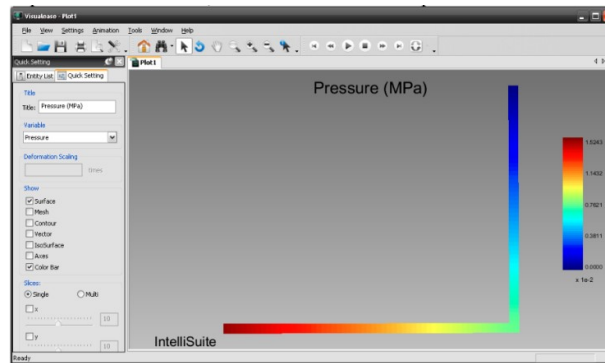 Visualease - Plot1
File View Settings Animation Tools Window Help
Quick Setting
Plot1
Entity List Quick Setting
Title
Title: Pressure (MPa)
Variable
Pressure
Deformation Scaling
times
Show
Surface
Mesh
Contour
Vector
IsoSurface
Axes
Color Bar
Slices:
Single Multi
x
10
y
10
Ready
Pressure (MPa)
1.5243
1.1432
0.7621
0.3811
0.0000
x 1e-2
IntelliSuite